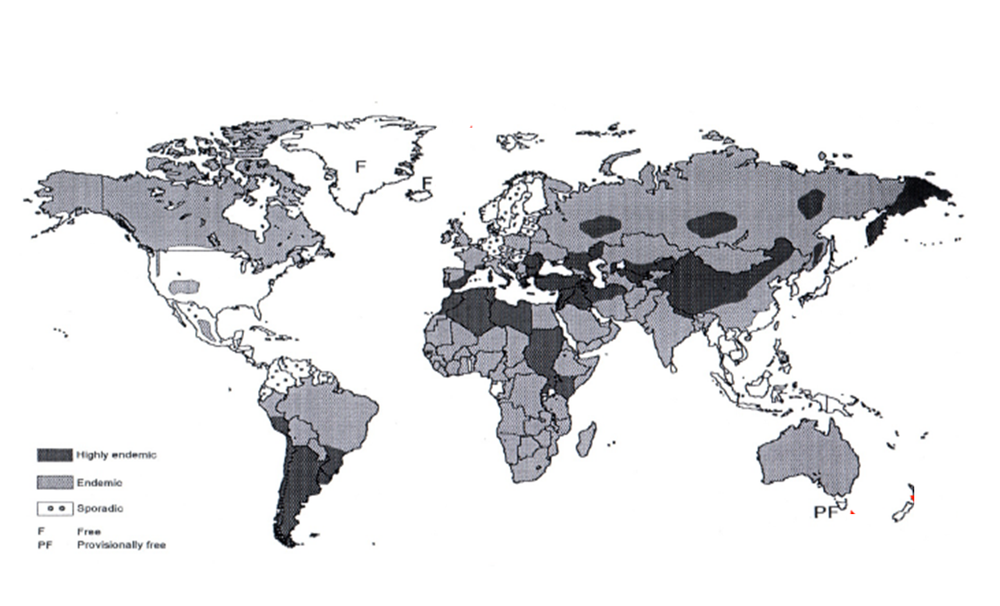 F
F
Highly endemic
Endemic
Sporadic
PF
F Free
PF Provisionally free